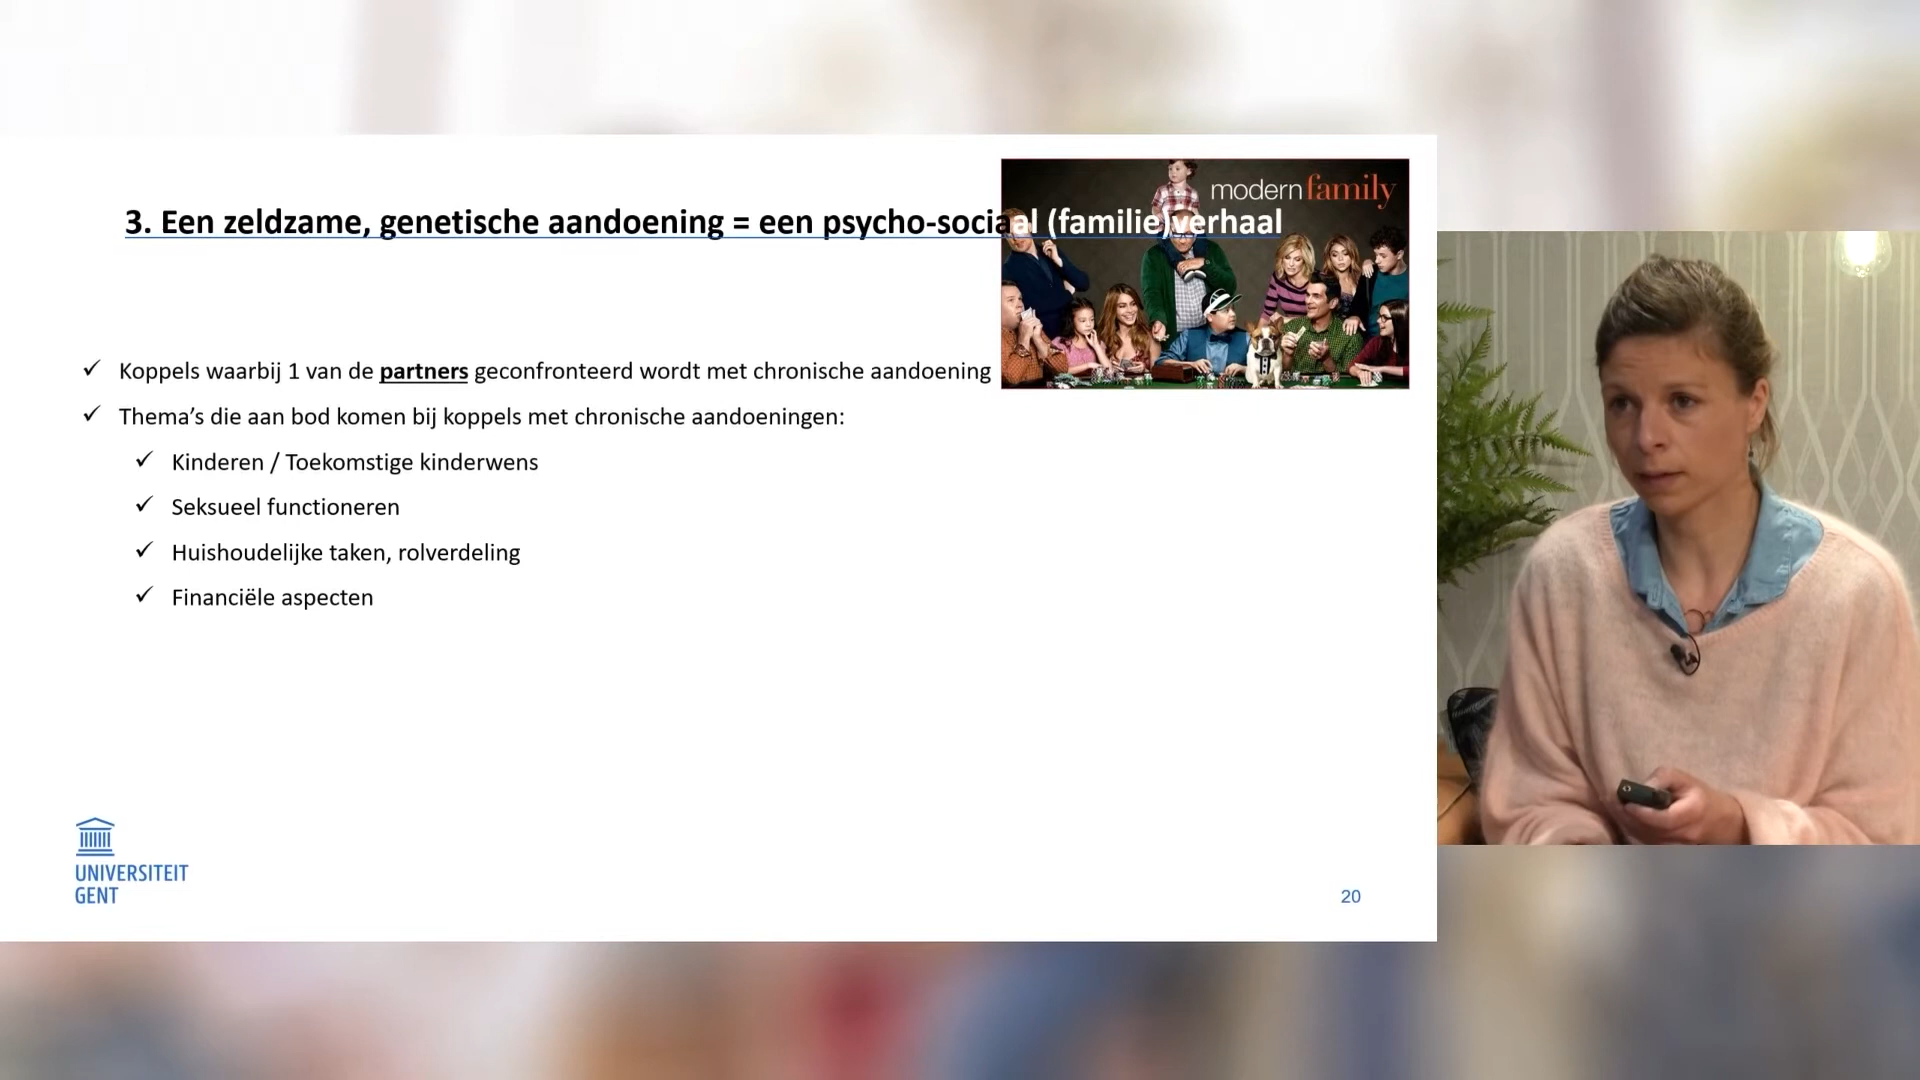 modern family
3. Een zeldzame, genetische aandoening = een psycho-sociaal (familie)verhaal
✓ Koppels waarbij 1 van de partners geconfronteerd wordt met chronische aandoening
✓ Thema’s die aan bod komen bij koppels met chronische aandoeningen:
✓ Kinderen / Toekomstige kinderwens
✓ Seksueel functioneren
✓ Huishoudelijke taken, rolverdeling
✓ Financiële aspecten
UNIVERSITEIT
GENT
20